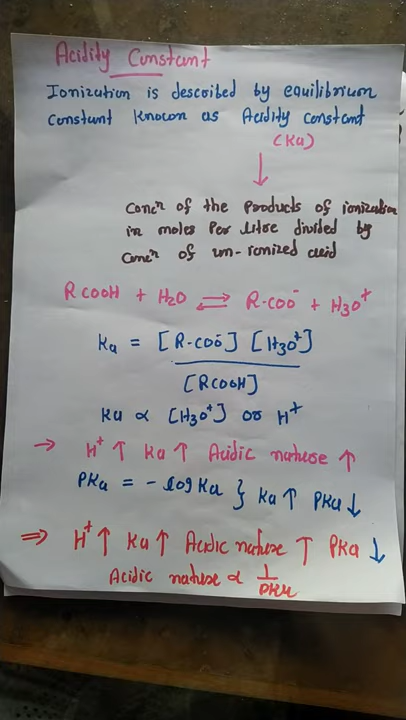 Acidity Constant
Ionization is described by equilibrium
constant known as Acidity constant
(Ka)
↓
Concn of the products of ionization
in moles per litre divided by
concn of un-ionized acid
RCOOH + H2O ⇌ R-COO⁻ + H3O⁺
Ka = [R-COO⁻] [H3O⁺]
[RCOOH]
Ka ∝ [H3O⁺] or H⁺
→ H⁺ ↑ Ka ↑ Acidic nature ↑
PKa = - log Ka } Ka ↑ PKa ↓
⇒ H⁺ ↑ Ka ↑ Acidic nature ↑ PKa ↓
Acidic nature ∝ 1/PKa